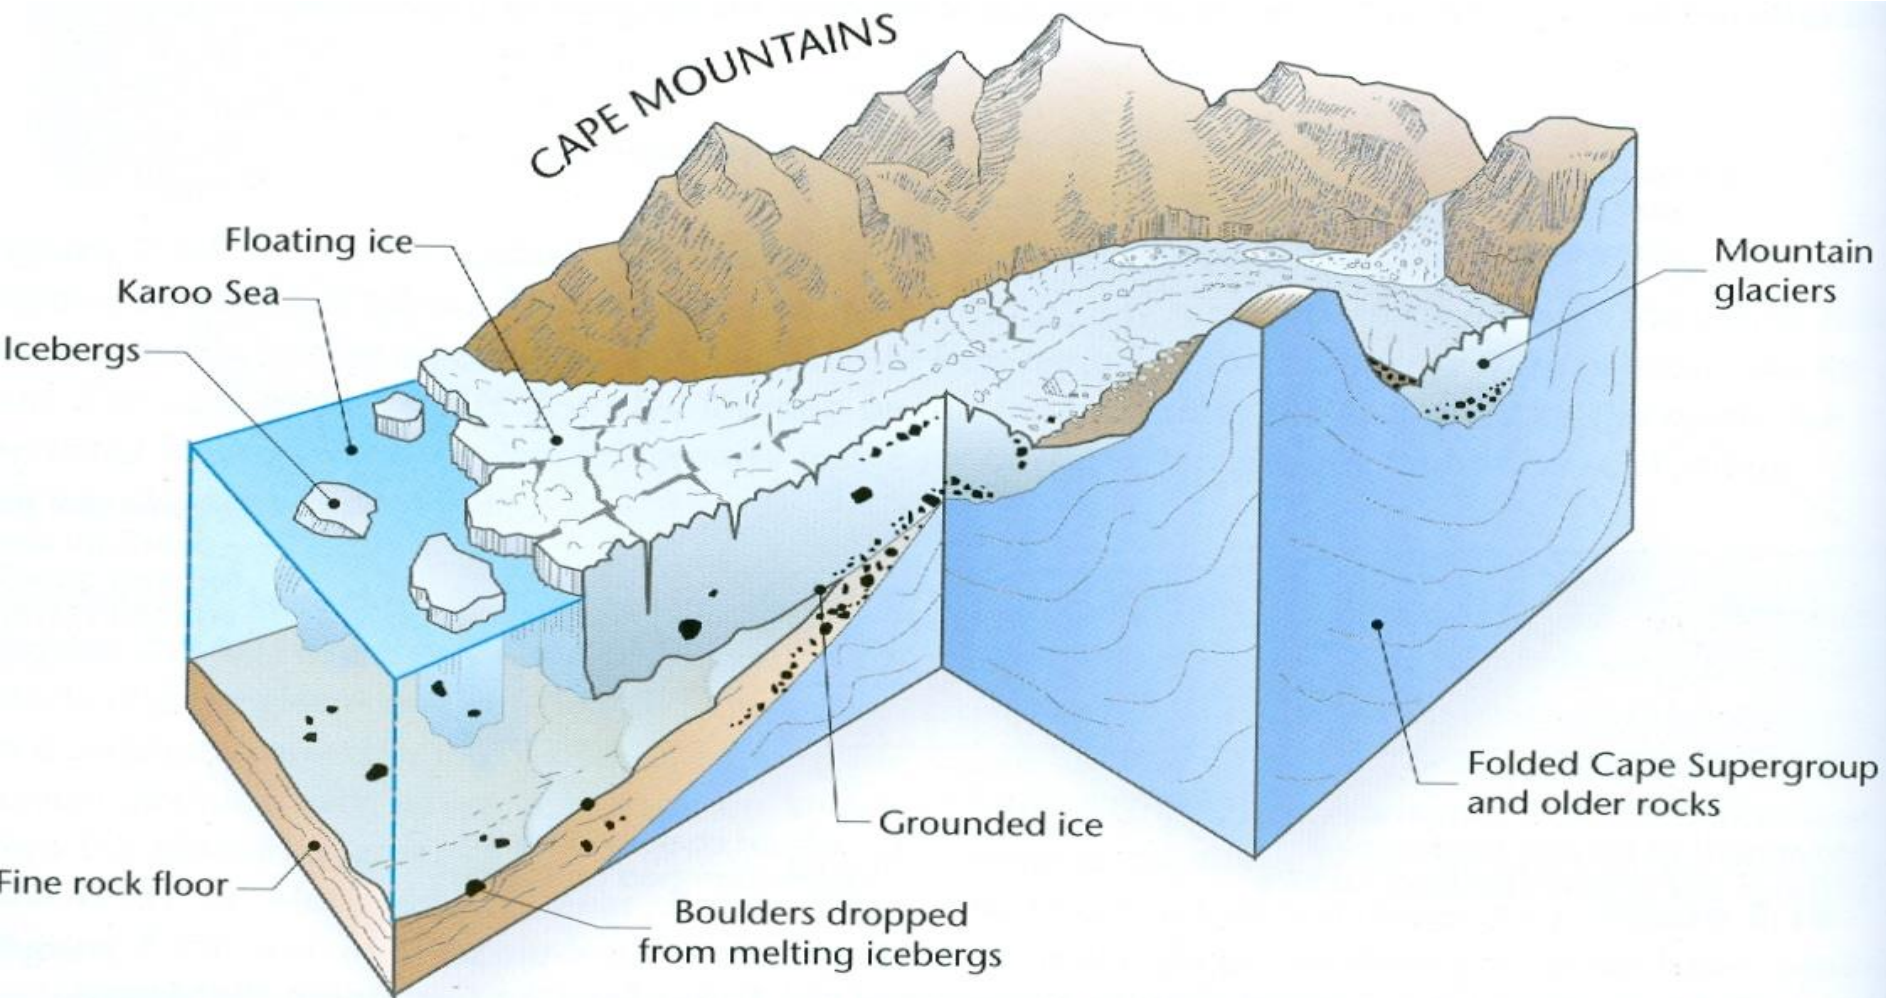 CAPE MOUNTAINS
Floating ice
Karoo Sea
Icebergs
Mountain
glaciers
Folded Cape Supergroup
and older rocks
Grounded ice
Fine rock floor
Boulders dropped
from melting icebergs